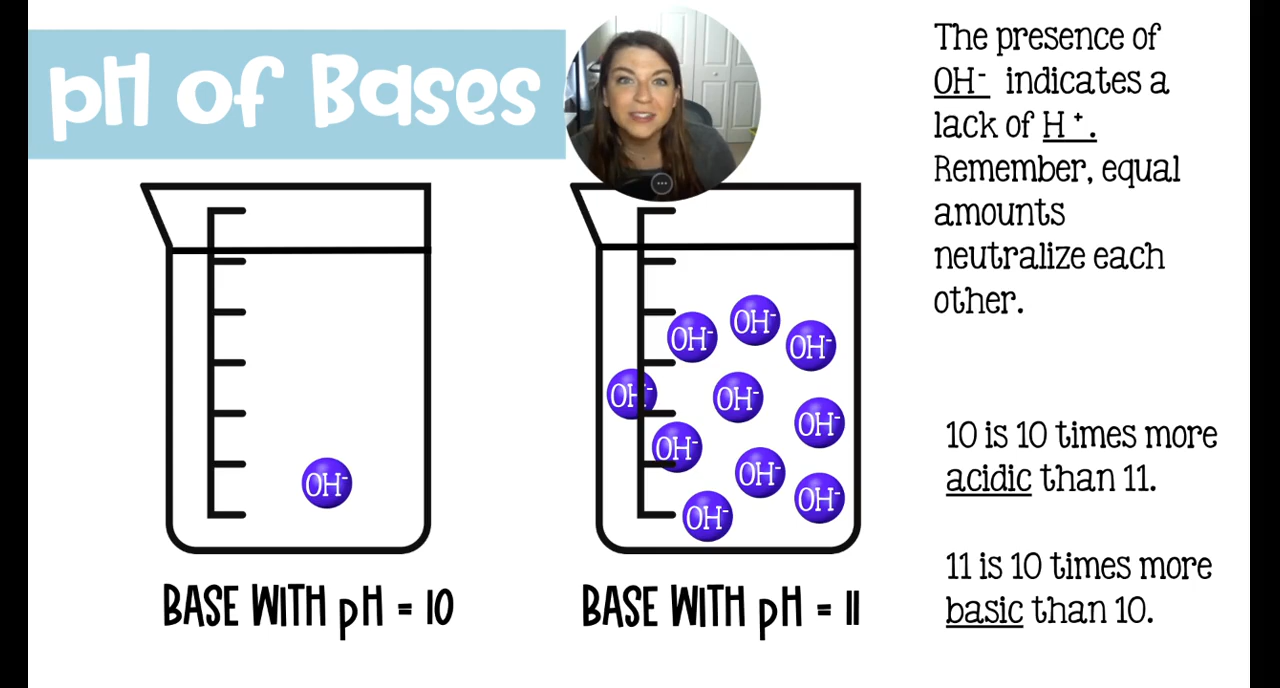 pH of Bases
The presence of
OH⁻ indicates a
lack of H⁺.
Remember, equal
amounts
neutralize each
other.
OH⁻
OH⁻
OH⁻
OH⁻
OH⁻
OH⁻
OH⁻
OH⁻
OH⁻
OH⁻
OH⁻
10 is 10 times more
acidic than 11.
11 is 10 times more
basic than 10.
BASE WITH pH = 10
BASE WITH pH = 11